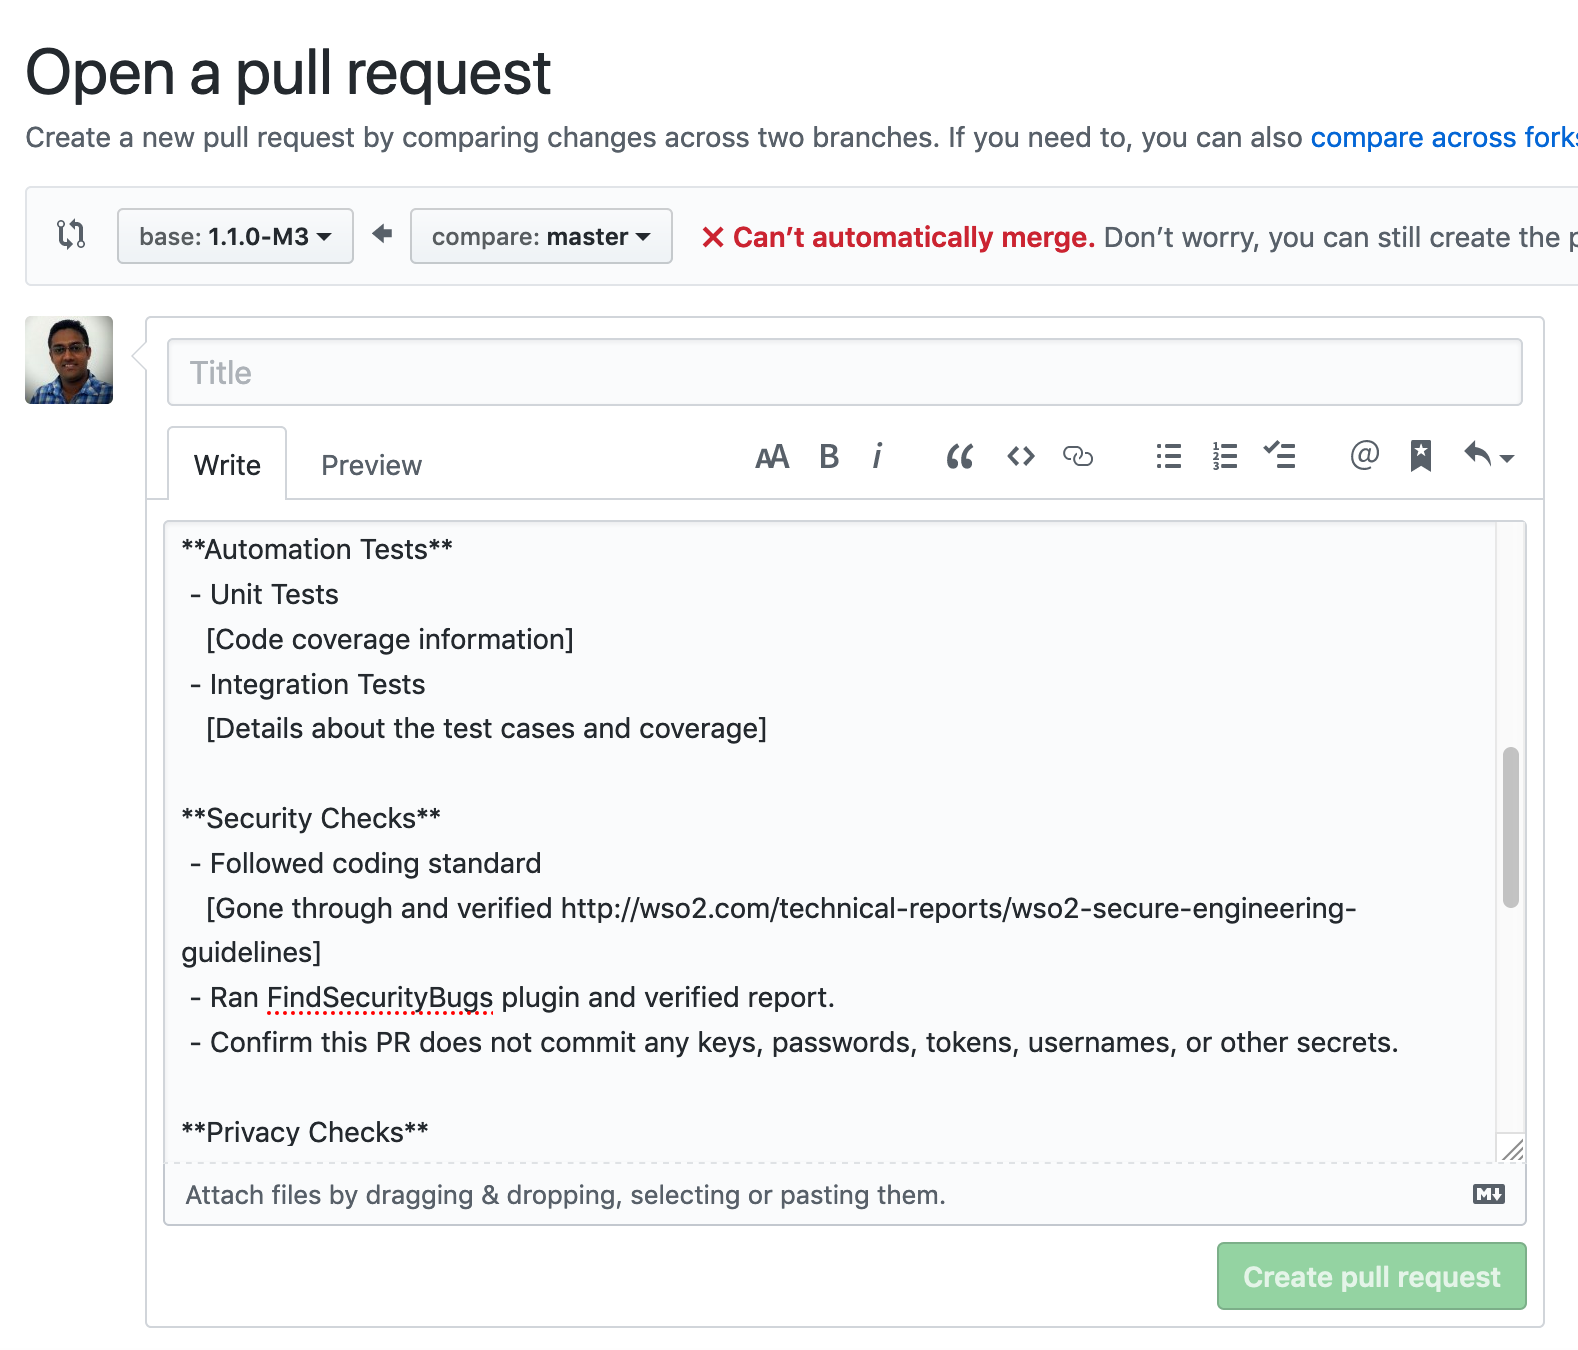 Open a pull request
Create a new pull request by comparing changes across two branches. If you need to, you can also compare across forks
base: 1.1.0-M3 compare: master Can’t automatically merge. Don’t worry, you can still create the
Title
Write Preview AA B i
**Automation Tests**
- Unit Tests
[Code coverage information]
- Integration Tests
[Details about the test cases and coverage]
**Security Checks**
- Followed coding standard
[Gone through and verified http://wso2.com/technical-reports/wso2-secure-engineering-
guidelines]
- Ran FindSecurityBugs plugin and verified report.
- Confirm this PR does not commit any keys, passwords, tokens, usernames, or other secrets.
**Privacy Checks**
Attach files by dragging & dropping, selecting or pasting them. M↓
Create pull request